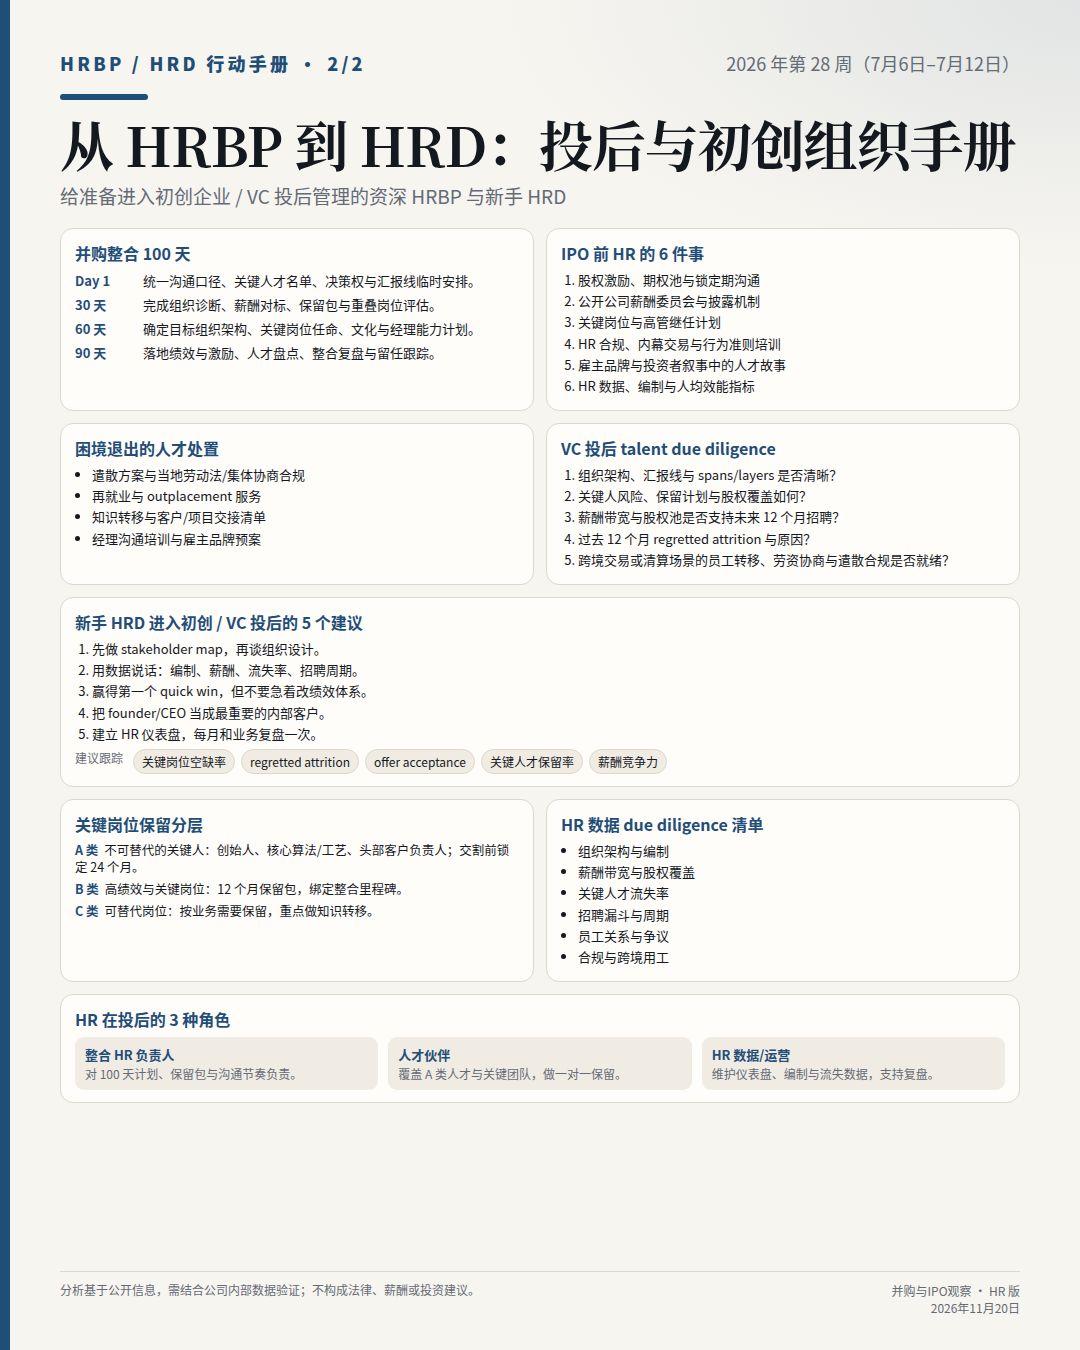 HRBP / HRD 行动手册 · 2/2
2026 年第 28 周（7月6日–7月12日）
从 HRBP 到 HRD：投后与初创组织手册
给准备进入初创企业 / VC 投后管理的资深 HRBP 与新手 HRD
并购整合 100 天
Day 1 统一沟通口径、关键人才名单、决策权与汇报线临时安排。
30 天 完成组织诊断、薪酬对标、保留包与重叠岗位评估。
60 天 确定目标组织架构、关键岗位任命、文化与经理能力计划。
90 天 落地绩效与激励、人才盘点、整合复盘与留任跟踪。
IPO 前 HR 的 6 件事
1. 股权激励、期权池与锁定期沟通
2. 公开公司薪酬委员会与披露机制
3. 关键岗位与高管继任计划
4. HR 合规、内幕交易与行为准则培训
5. 雇主品牌与投资者叙事中的人才故事
6. HR 数据、编制与人均效能指标
困境退出的人才处置
• 遣散方案与当地劳动法/集体协商合规
• 再就业与 outplacement 服务
• 知识转移与客户/项目交接清单
• 经理沟通培训与雇主品牌预案
VC 投后 talent due diligence
1. 组织架构、汇报线与 spans/layers 是否清晰？
2. 关键人风险、保留计划与股权覆盖如何？
3. 薪酬带宽与股权池是否支持未来 12 个月招聘？
4. 过去 12 个月 regretted attrition 与原因？
5. 跨境交易或清算场景的员工转移、劳资协商与遣散合规是否就绪？
新手 HRD 进入初创 / VC 投后的 5 个建议
1. 先做 stakeholder map，再谈组织设计。
2. 用数据说话：编制、薪酬、流失率、招聘周期。
3. 赢得第一个 quick win，但不要急着改绩效体系。
4. 把 founder/CEO 当成最重要的内部客户。
5. 建立 HR 仪表盘，每月和业务复盘一次。
建议跟踪 关键岗位空缺率 regretted attrition offer acceptance 关键人才保留率 薪酬竞争力
关键岗位保留分层
A 类 不可替代的关键人：创始人、核心算法/工艺、头部客户负责人；交割前锁
定 24 个月。
B 类 高绩效与关键岗位：12 个月保留包，绑定整合里程碑。
C 类 可替代岗位：按业务需要保留，重点做知识转移。
HR 数据 due diligence 清单
• 组织架构与编制
• 薪酬带宽与股权覆盖
• 关键人才流失率
• 招聘漏斗与周期
• 员工关系与争议
• 合规与跨境用工
HR 在投后的 3 种角色
整合 HR 负责人
对 100 天计划、保留包与沟通节奏负责。
人才伙伴
覆盖 A 类人才与关键团队，做一对一保留。
HR 数据/运营
维护仪表盘、编制与流失数据，支持复盘。
分析基于公开信息，需结合公司内部数据验证；不构成法律、薪酬或投资建议。
并购与IPO观察 · HR 版
2026年11月20日